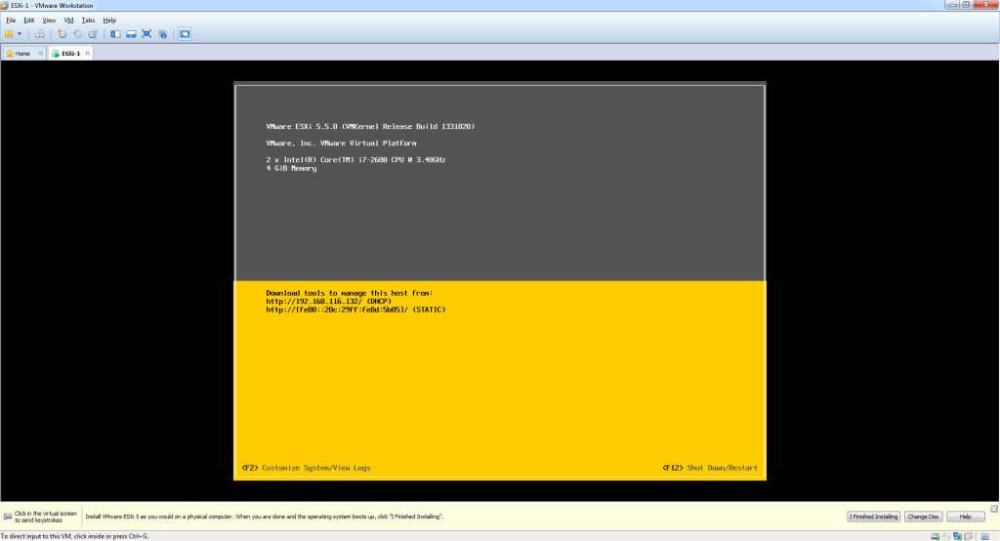 ESXi-1 - VMware Workstation
File Edit View VM Tabs Help
Home ESXi-1
VMware ESXi 5.5.0 (VMKernel Release Build 1331820)
VMware, Inc. VMware Virtual Platform
2 x Intel(R) Core(TM) i7-2600 CPU @ 3.40GHz
4 GiB Memory
Download tools to manage this host from:
http://192.168.116.132/ (DHCP)
http://[fe80::20c:29ff:fe8d:5b05]/ (STATIC)
<F2> Customize System/View Logs <F12> Shut Down/Restart
Click in the virtual screen
to send keystrokes
Install VMware ESXi 5 as you would on a physical computer. When you are done and the operating system boots up, click "I Finished Installing".
I Finished Installing Change Disc Help
To direct input to this VM, click inside or press Ctrl+G.